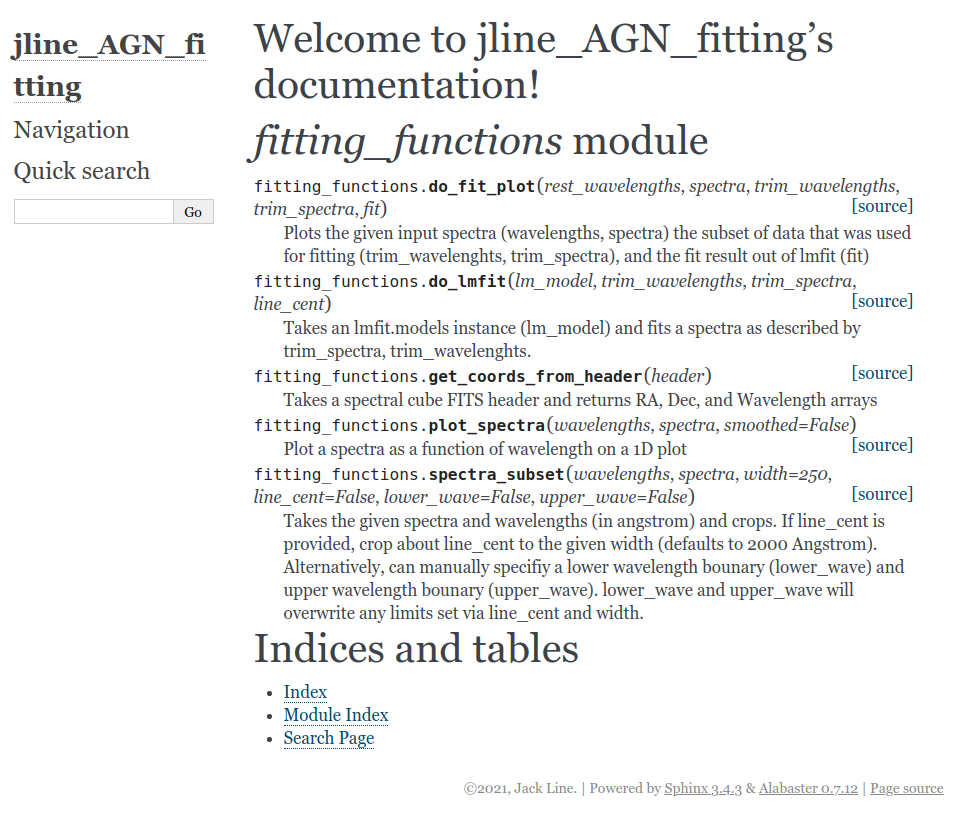 jline_AGN_fi
tting
Navigation
Quick search
Go
Welcome to jline_AGN_fitting’s
documentation!
fitting_functions module
fitting_functions.do_fit_plot(rest_wavelengths, spectra, trim_wavelengths,
trim_spectra, fit) [source]
Plots the given input spectra (wavelengths, spectra) the subset of data that was used
for fitting (trim_wavelenghts, trim_spectra), and the fit result out of lmfit (fit)
fitting_functions.do_lmfit(lm_model, trim_wavelengths, trim_spectra,
line_cent) [source]
Takes an lmfit.models instance (lm_model) and fits a spectra as described by
trim_spectra, trim_wavelenghts.
fitting_functions.get_coords_from_header(header) [source]
Takes a spectral cube FITS header and returns RA, Dec, and Wavelength arrays
fitting_functions.plot_spectra(wavelengths, spectra, smoothed=False)
Plot a spectra as a function of wavelength on a 1D plot [source]
fitting_functions.spectra_subset(wavelengths, spectra, width=250,
line_cent=False, lower_wave=False, upper_wave=False) [source]
Takes the given spectra and wavelengths (in angstrom) and crops. If line_cent is
provided, crop about line_cent to the given width (defaults to 2000 Angstrom).
Alternatively, can manually specifiy a lower wavelength bounary (lower_wave) and
upper wavelength bounary (upper_wave). lower_wave and upper_wave will
overwrite any limits set via line_cent and width.
Indices and tables
• Index
• Module Index
• Search Page
©2021, Jack Line. | Powered by Sphinx 3.4.3 & Alabaster 0.7.12 | Page source